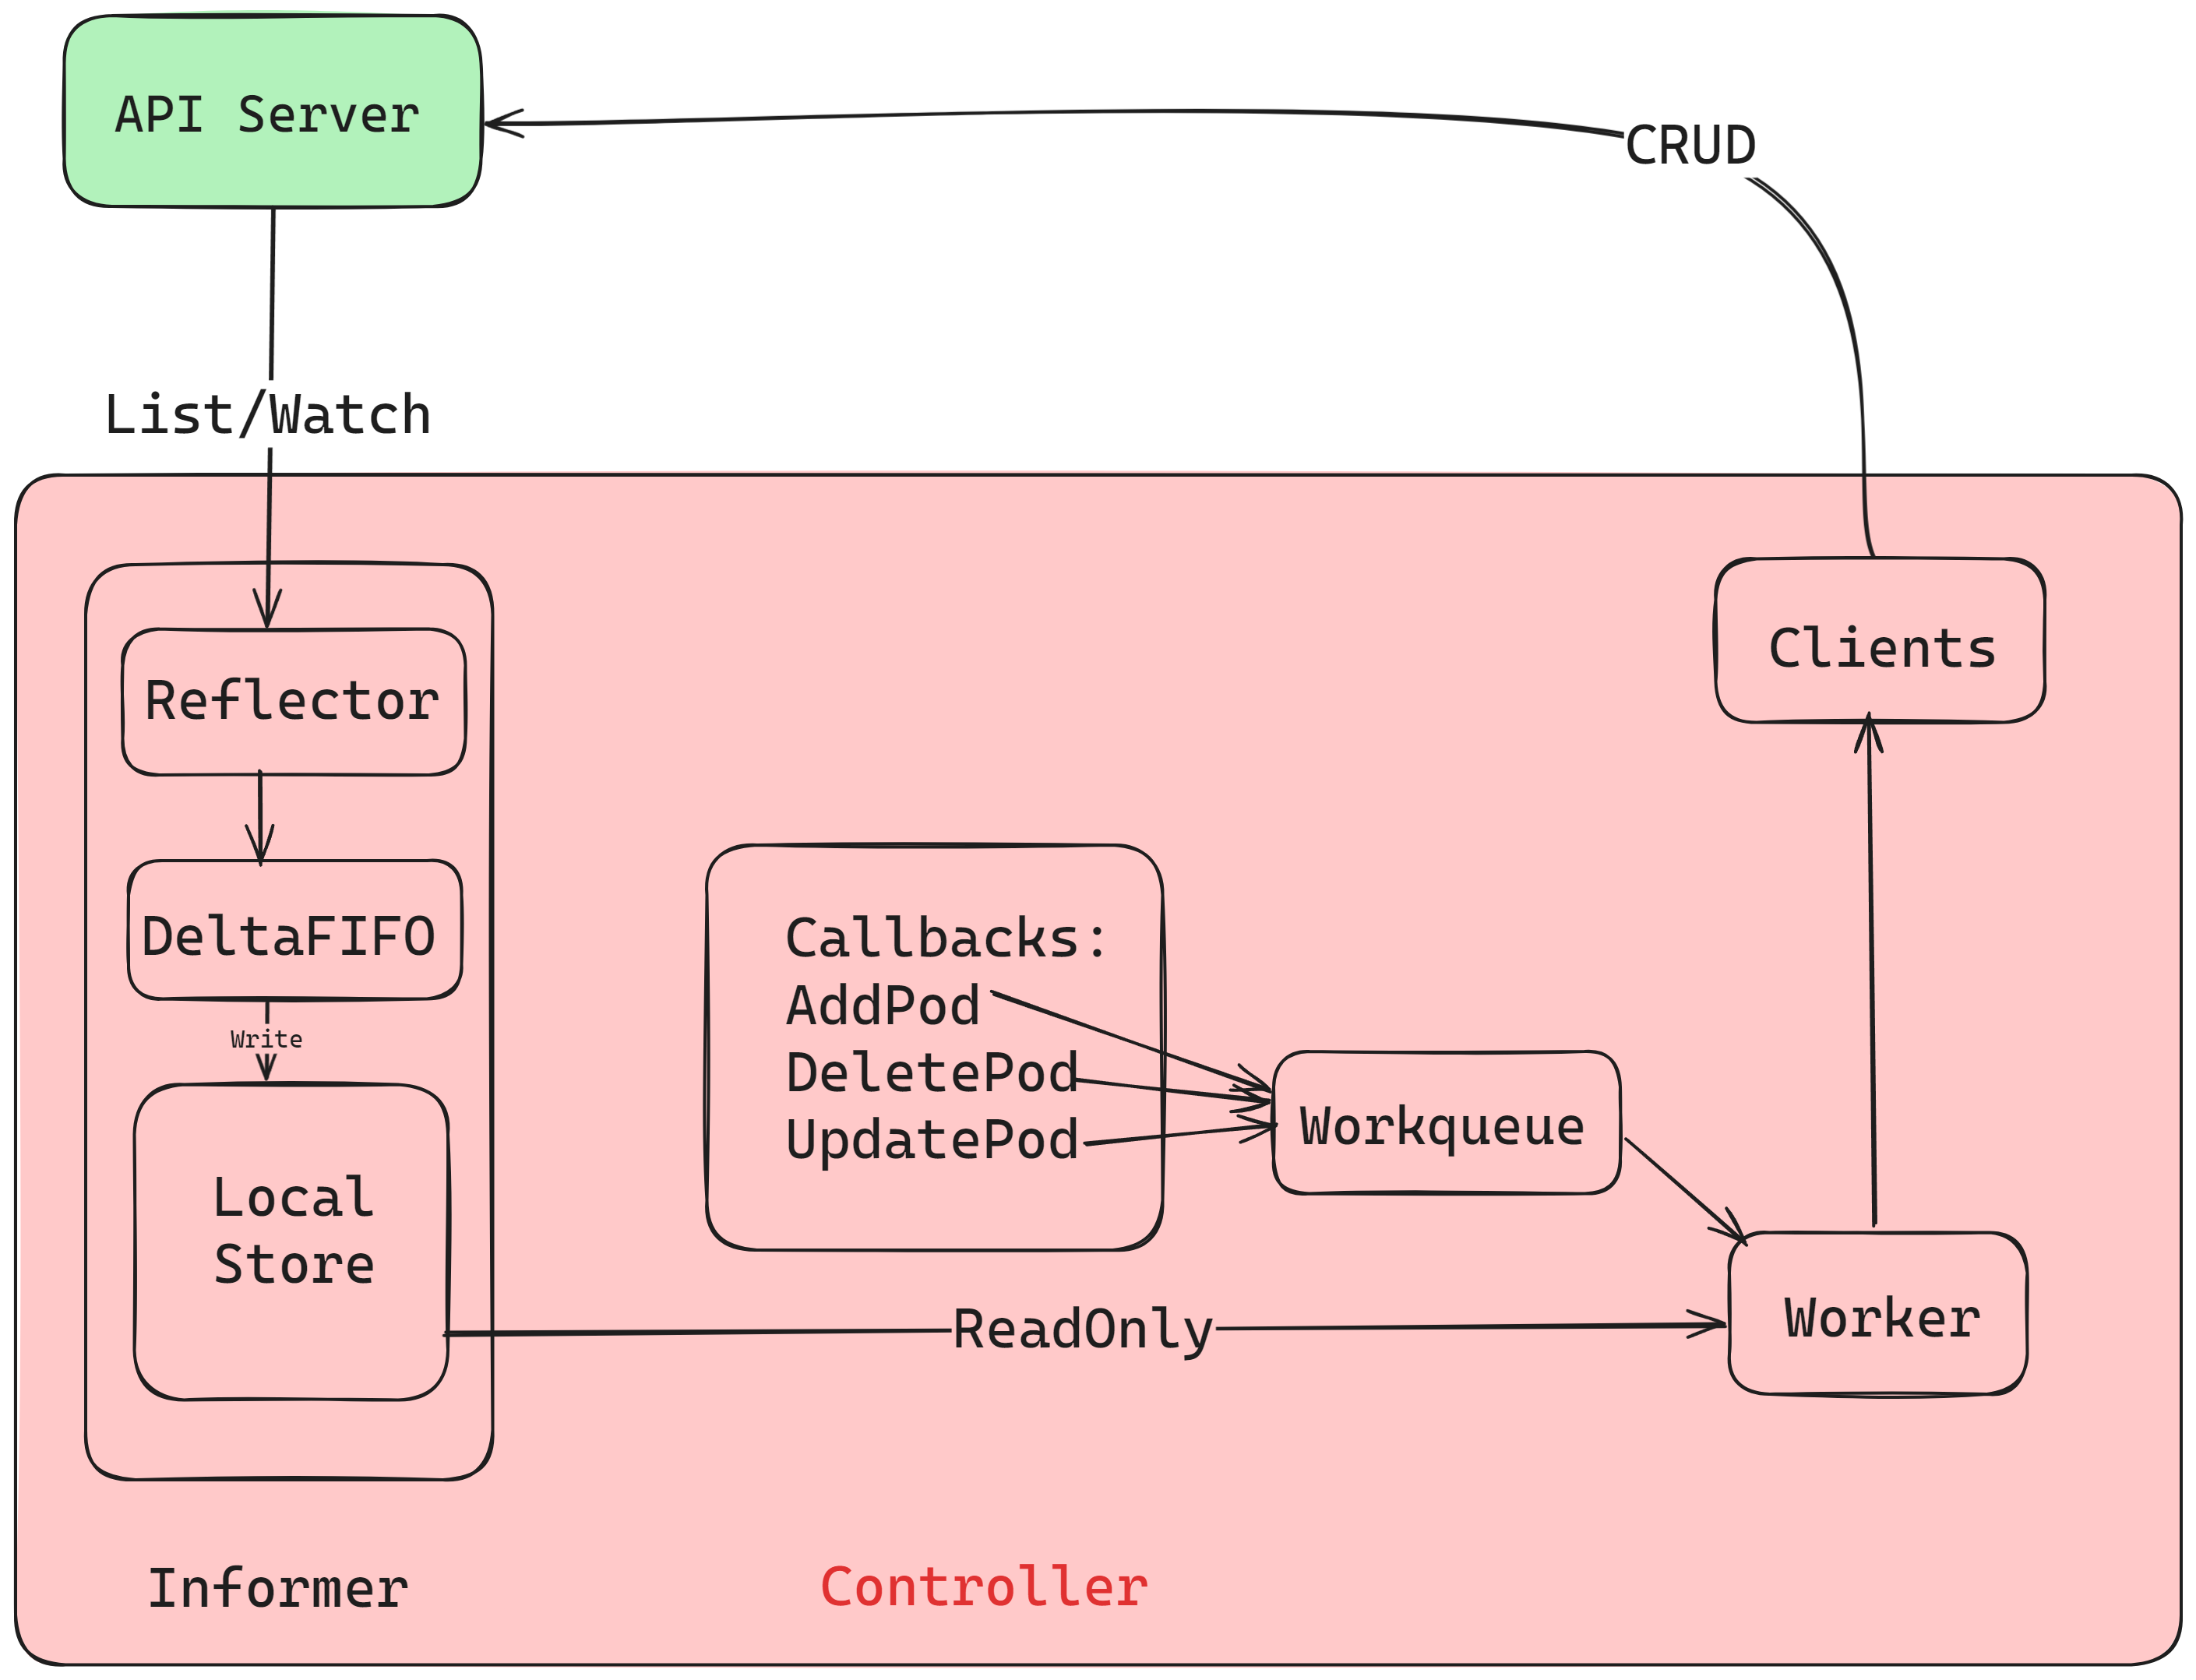 API Server
CRUD
List/Watch
Clients
Reflector
DeltaFIFO
Write
Local
Store
Callbacks:
AddPod
DeletePod
UpdatePod
Workqueue
ReadOnly
Worker
Informer
Controller